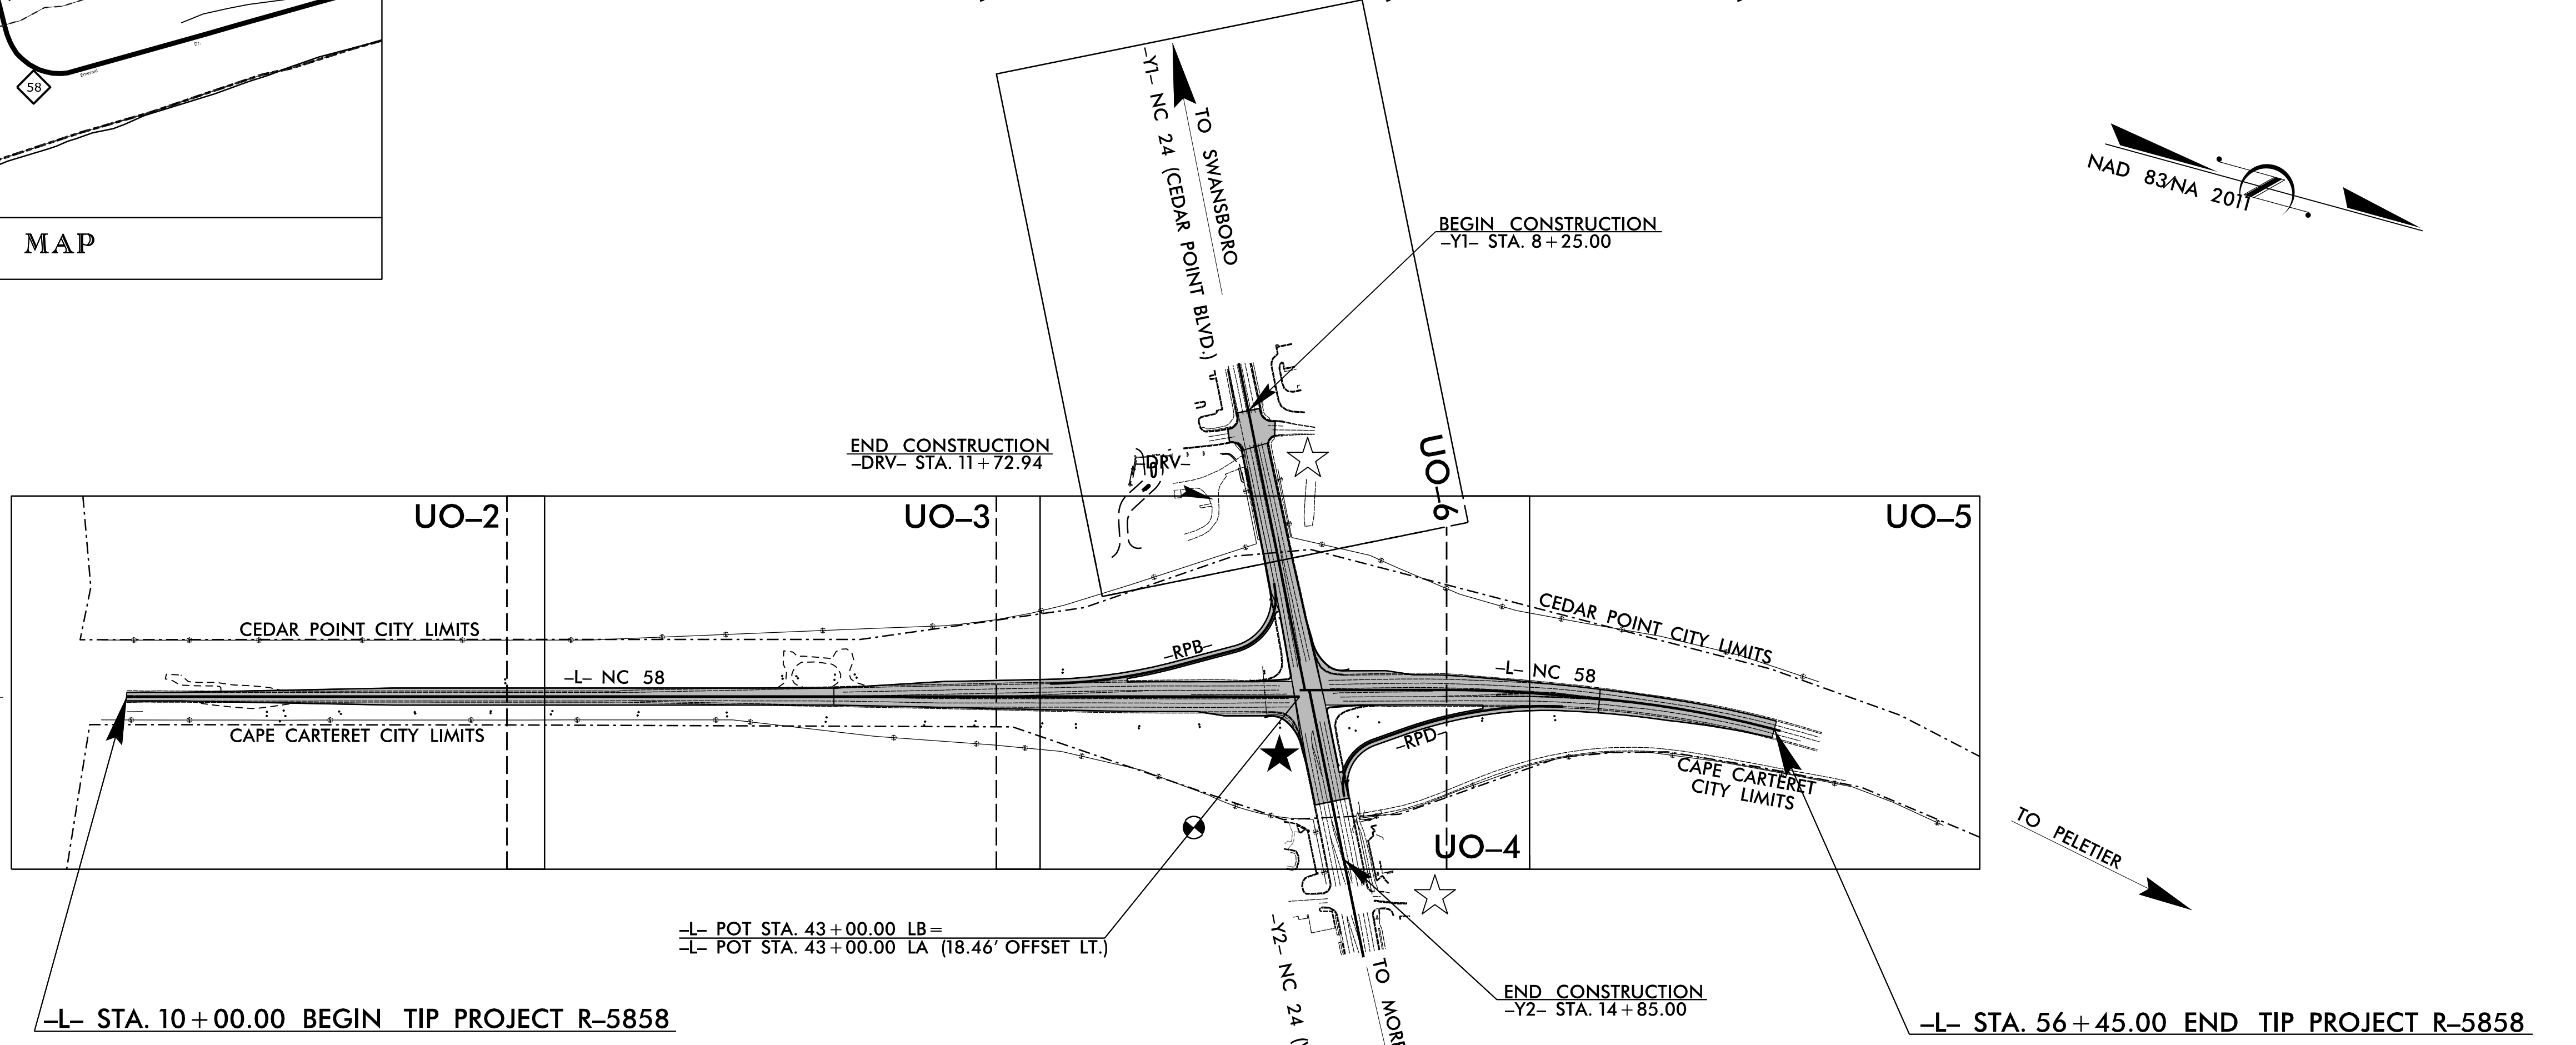 Dr.
Emerald
58
MAP
–Y1– NC 24 (CEDAR POINT BLVD.)
TO SWANSBORO
NAD 83/NA 2011
BEGIN CONSTRUCTION
–Y1– STA. 8+25.00
END CONSTRUCTION
–DRV– STA. 11+72.94
–DRV–
UO–6
UO–2
UO–3
UO–5
CEDAR POINT CITY LIMITS
CEDAR POINT CITY LIMITS
–RPB–
–L– NC 58
–L– NC 58
CAPE CARTERET CITY LIMITS
–RPD–
CAPE CARTERET
CITY LIMITS
UO–4
TO PELETIER
–L– POT STA. 43+00.00 LB=
–L– POT STA. 43+00.00 LA (18.46' OFFSET LT.)
–Y2– NC 24
TO
END CONSTRUCTION
–Y2– STA. 14+85.00
–L– STA. 10+00.00 BEGIN TIP PROJECT R–5858
–L– STA. 56+45.00 END TIP PROJECT R–5858